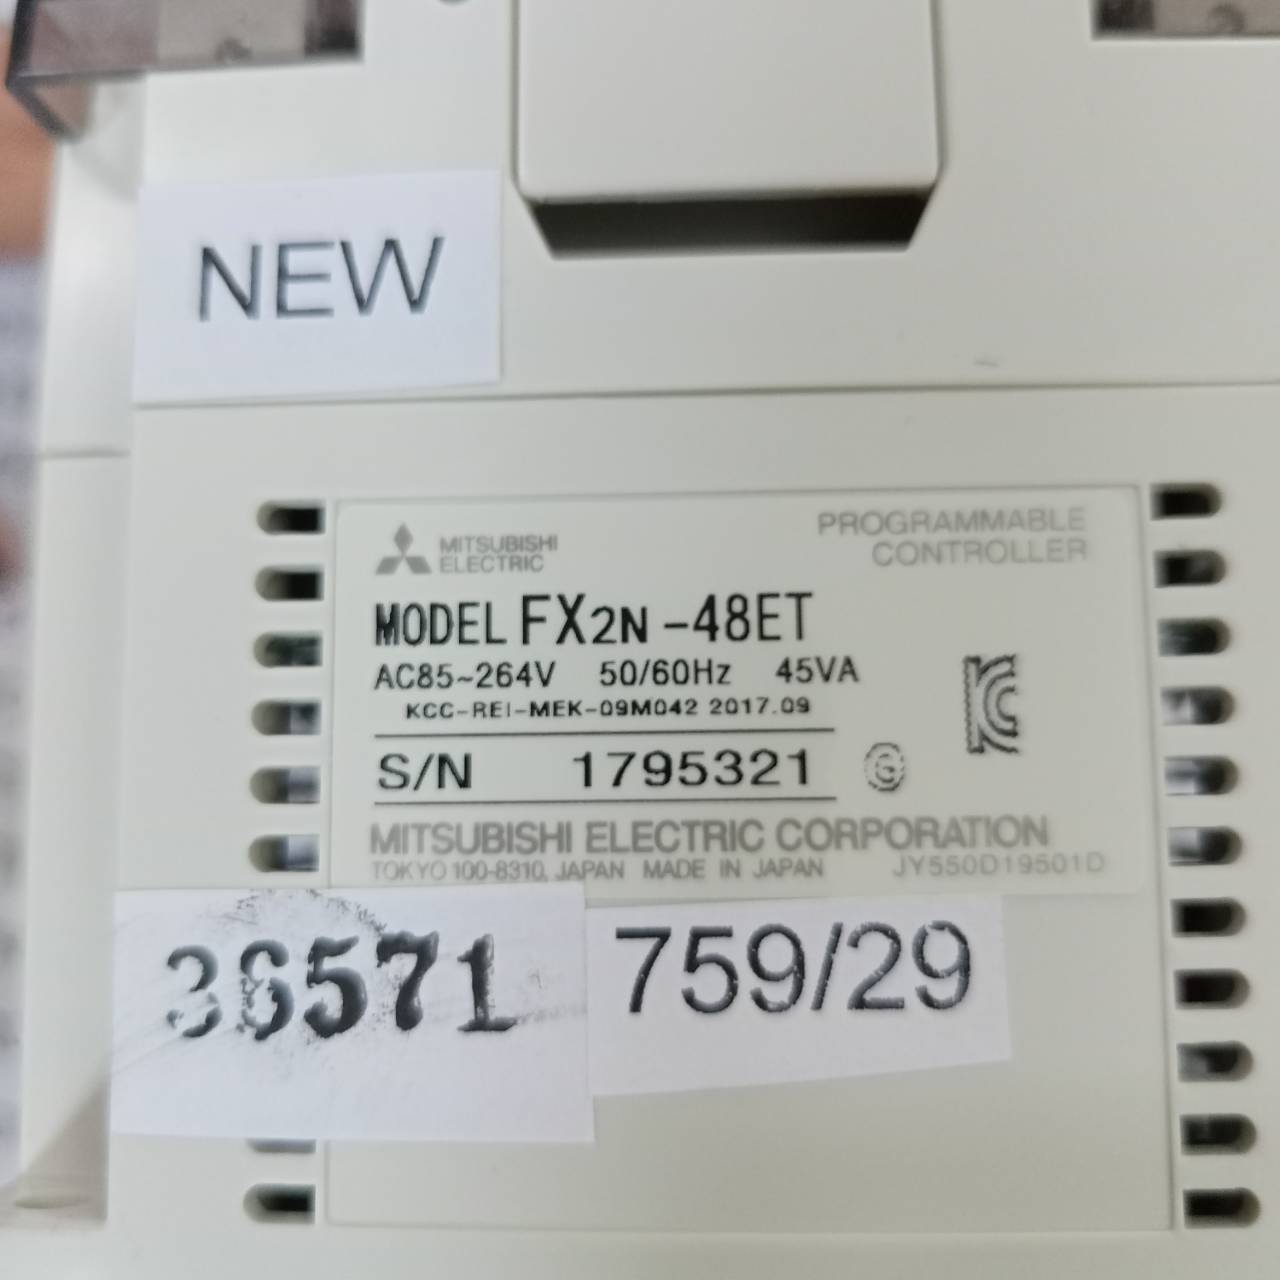 NEW
MITSUBISHI
ELECTRIC
PROGRAMMABLE
CONTROLLER
MODEL FX2N-48ET
AC85~264V 50/60Hz 45VA
KCC-REI-MEK-09M042 2017.09
S/N 1795321 G
MITSUBISHI ELECTRIC CORPORATION
TOKYO 100-8310, JAPAN MADE IN JAPAN JY550D19501D
36571 759/29